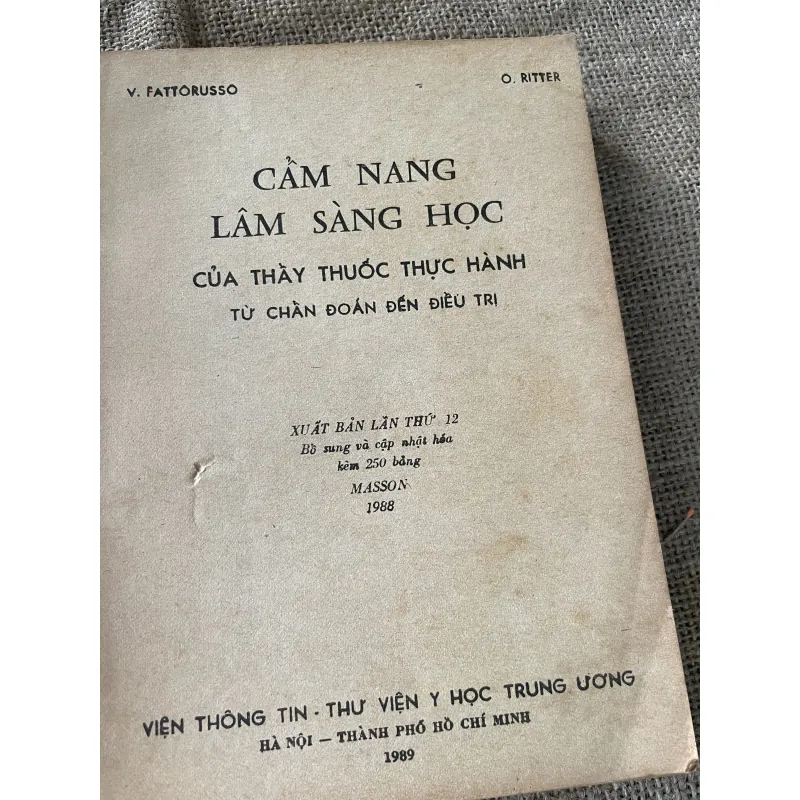 V. FATTORUSSO
O. RITTER
CẨM NANG
LÂM SÀNG HỌC
CỦA THẦY THUỐC THỰC HÀNH
TỪ CHẨN ĐOÁN ĐẾN ĐIỀU TRỊ
XUẤT BẢN LẦN THỨ 12
Bổ sung và cập nhật hóa
kèm 250 bảng
MASSON
1988
VIỆN THÔNG TIN - THƯ VIỆN Y HỌC TRUNG ƯƠNG
HÀ NỘI – THÀNH PHỐ HỒ CHÍ MINH
1989